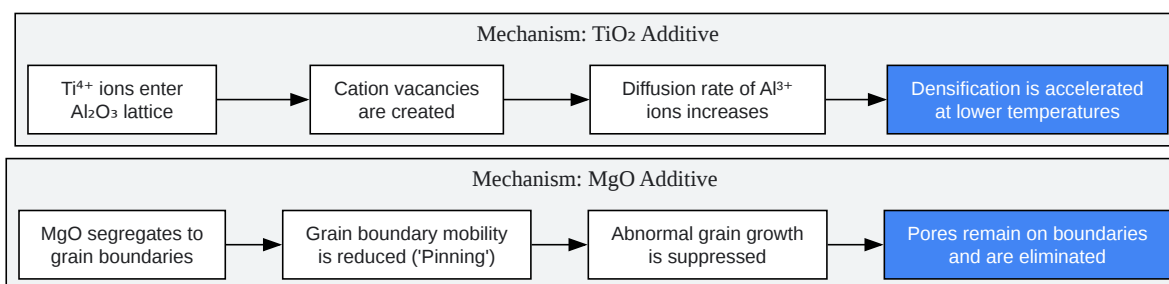 Mechanism: TiO₂ Additive
Ti⁴⁺ ions enter
Al₂O₃ lattice
Cation vacancies
are created
Diffusion rate of Al³⁺
ions increases
Densification is accelerated
at lower temperatures
Mechanism: MgO Additive
MgO segregates to
grain boundaries
Grain boundary mobility
is reduced ('Pinning')
Abnormal grain growth
is suppressed
Pores remain on boundaries
and are eliminated